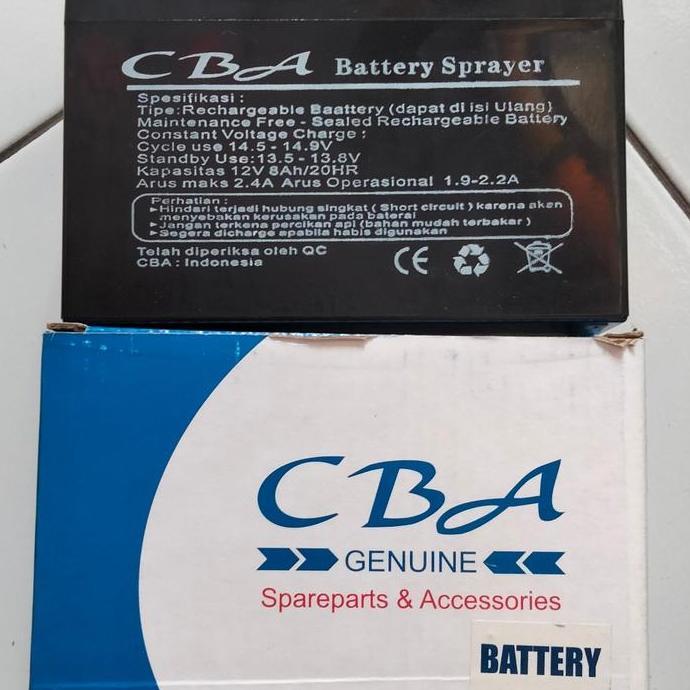 CBA Battery Sprayer
Spesifikasi :
Tipe:Rechargeable Baattery (dapat di isi Ulang)
Maintenance Free - Sealed Rechargeable Battery
Constant Voltage Charge :
Cycle use 14.5 - 14.9V
Standby Use:13.5 - 13.8V
Kapasitas 12V 8Ah/20HR
Arus maks 2.4A Arus Operasional 1.9-2.2A
Perhatian :
Hindari terjadi hubung singkat ( Short circuit ) karena akan
menyebakan kerusakan pada baterai
Jangan terkena percikan api (bahan mudah terbakar )
Segera dicharge apabila habis digunakan
Telah diperiksa oleh QC
CBA : Indonesia
CE
CBA
GENUINE
Spareparts & Accessories
BATTERY